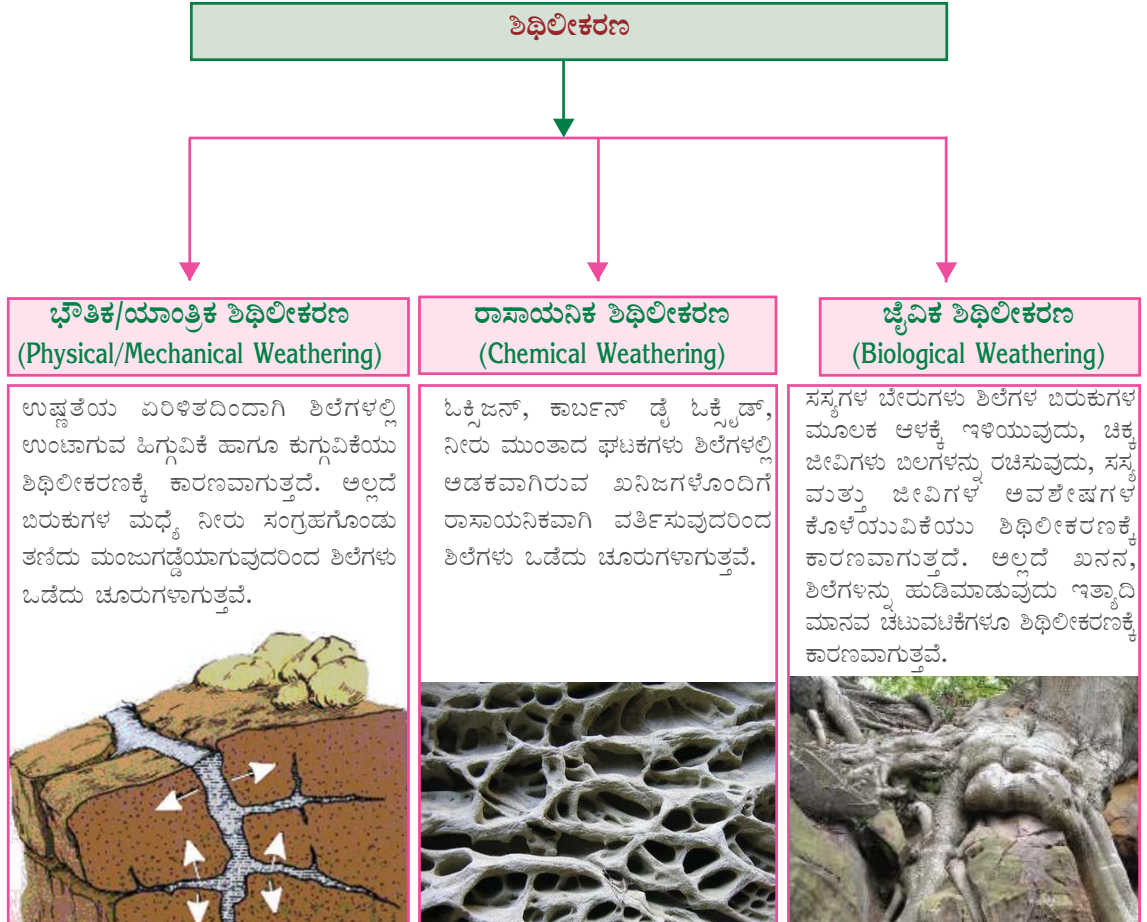 ಶಿಥಿಲೀಕರಣ
ಭೌತಿಕ/ಯಾಂತ್ರಿಕ ಶಿಥಿಲೀಕರಣ
(Physical/Mechanical Weathering)
ಉಷ್ಣತೆಯ ಏರಿಳಿತದಿಂದಾಗಿ ಶಿಲೆಗಳಲ್ಲಿ
ಉಂಟಾಗುವ ಹಿಗ್ಗುವಿಕೆ ಹಾಗೂ ಕುಗ್ಗುವಿಕೆಯು
ಶಿಥಿಲೀಕರಣಕ್ಕೆ ಕಾರಣವಾಗುತ್ತದೆ. ಅಲ್ಲದೆ
ಬಿರುಕುಗಳ ಮಧ್ಯೆ ನೀರು ಸಂಗ್ರಹಗೊಂಡು
ತಣಿದು ಮಂಜುಗಡ್ಡೆಯಾಗುವುದರಿಂದ ಶಿಲೆಗಳು
ಒಡೆದು ಚೂರುಗಳಾಗುತ್ತವೆ.
ರಾಸಾಯನಿಕ ಶಿಥಿಲೀಕರಣ
(Chemical Weathering)
ಓಕ್ಸಿಜನ್, ಕಾರ್ಬನ್ ಡೈ ಓಕ್ಸೈಡ್,
ನೀರು ಮುಂತಾದ ಘಟಕಗಳು ಶಿಲೆಗಳಲ್ಲಿ
ಅಡಕವಾಗಿರುವ ಖನಿಜಗಳೊಂದಿಗೆ
ರಾಸಾಯನಿಕವಾಗಿ ವರ್ತಿಸುವುದರಿಂದ
ಶಿಲೆಗಳು ಒಡೆದು ಚೂರುಗಳಾಗುತ್ತವೆ.
ಜೈವಿಕ ಶಿಥಿಲೀಕರಣ
(Biological Weathering)
ಸಸ್ಯಗಳ ಬೇರುಗಳು ಶಿಲೆಗಳ ಬಿರುಕುಗಳ
ಮೂಲಕ ಆಳಕ್ಕೆ ಇಳಿಯುವುದು, ಚಿಕ್ಕ
ಜೀವಿಗಳು ಬಿಲಗಳನ್ನು ರಚಿಸುವುದು, ಸಸ್ಯ
ಮತ್ತು ಜೀವಿಗಳ ಅವಶೇಷಗಳ
ಕೊಳೆಯುವಿಕೆಯು ಶಿಥಿಲೀಕರಣಕ್ಕೆ
ಕಾರಣವಾಗುತ್ತದೆ. ಅಲ್ಲದೆ ಖನನ,
ಶಿಲೆಗಳನ್ನು ಹುಡಿಮಾಡುವುದು ಇತ್ಯಾದಿ
ಮಾನವ ಚಟುವಟಿಕೆಗಳೂ ಶಿಥಿಲೀಕರಣಕ್ಕೆ
ಕಾರಣವಾಗುತ್ತವೆ.